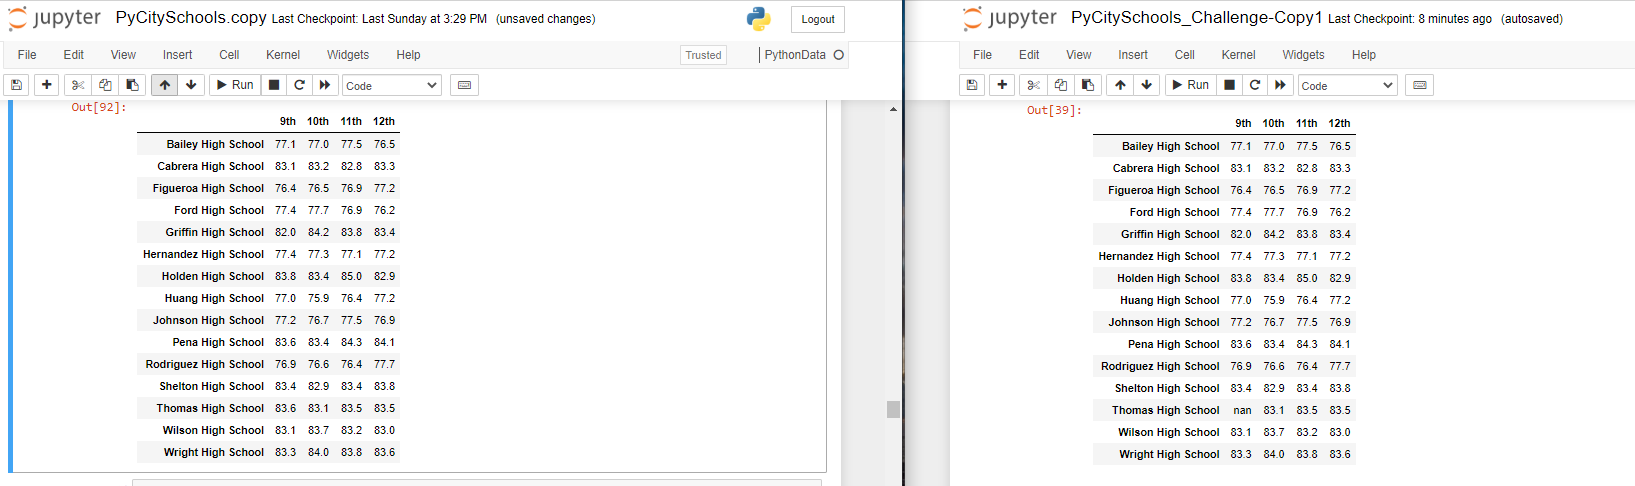 jupyter PyCitySchools.copy Last Checkpoint: Last Sunday at 3:29 PM (unsaved changes) Logout
File Edit View Insert Cell Kernel Widgets Help Trusted PythonData
Run Code
Out[92]:
9th 10th 11th 12th
Bailey High School 77.1 77.0 77.5 76.5
Cabrera High School 83.1 83.2 82.8 83.3
Figueroa High School 76.4 76.5 76.9 77.2
Ford High School 77.4 77.7 76.9 76.2
Griffin High School 82.0 84.2 83.8 83.4
Hernandez High School 77.4 77.3 77.1 77.2
Holden High School 83.8 83.4 85.0 82.9
Huang High School 77.0 75.9 76.4 77.2
Johnson High School 77.2 76.7 77.5 76.9
Pena High School 83.6 83.4 84.3 84.1
Rodriguez High School 76.9 76.6 76.4 77.7
Shelton High School 83.4 82.9 83.4 83.8
Thomas High School 83.6 83.1 83.5 83.5
Wilson High School 83.1 83.7 83.2 83.0
Wright High School 83.3 84.0 83.8 83.6
jupyter PyCitySchools_Challenge-Copy1 Last Checkpoint: 8 minutes ago (autosaved)
File Edit View Insert Cell Kernel Widgets Help
Run Code
Out[39]:
9th 10th 11th 12th
Bailey High School 77.1 77.0 77.5 76.5
Cabrera High School 83.1 83.2 82.8 83.3
Figueroa High School 76.4 76.5 76.9 77.2
Ford High School 77.4 77.7 76.9 76.2
Griffin High School 82.0 84.2 83.8 83.4
Hernandez High School 77.4 77.3 77.1 77.2
Holden High School 83.8 83.4 85.0 82.9
Huang High School 77.0 75.9 76.4 77.2
Johnson High School 77.2 76.7 77.5 76.9
Pena High School 83.6 83.4 84.3 84.1
Rodriguez High School 76.9 76.6 76.4 77.7
Shelton High School 83.4 82.9 83.4 83.8
Thomas High School nan 83.1 83.5 83.5
Wilson High School 83.1 83.7 83.2 83.0
Wright High School 83.3 84.0 83.8 83.6